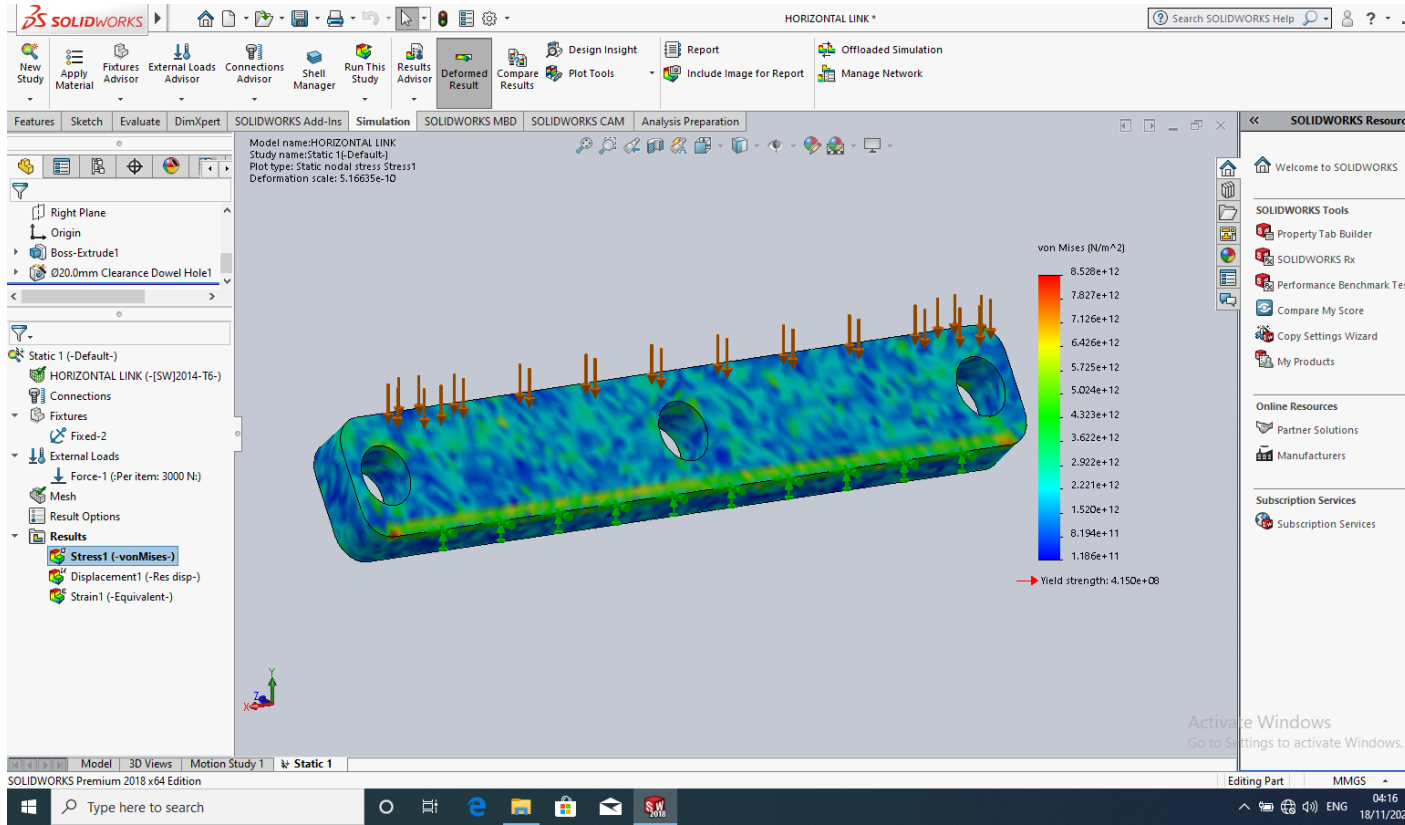 SOLIDWORKS
HORIZONTAL LINK *
Search SOLIDWORKS Help
New Study
Apply Material
Fixtures Advisor
External Loads Advisor
Connections Advisor
Shell Manager
Run This Study
Results Advisor
Deformed Result
Compare Results
Design Insight
Plot Tools
Report
Include Image for Report
Offloaded Simulation
Manage Network
Features Sketch Evaluate DimXpert SOLIDWORKS Add-Ins Simulation SOLIDWORKS MBD SOLIDWORKS CAM Analysis Preparation
Model name:HORIZONTAL LINK
Study name:Static 1(-Default-)
Plot type: Static nodal stress Stress1
Deformation scale: 5.16635e-10
Right Plane
Origin
Boss-Extrude1
Ø20.0mm Clearance Dowel Hole1
Static 1 (-Default-)
HORIZONTAL LINK (-[SW]2014-T6-)
Connections
Fixtures
Fixed-2
External Loads
Force-1 (:Per item: 3000 N:)
Mesh
Result Options
Results
Stress1 (-vonMises-)
Displacement1 (-Res disp-)
Strain1 (-Equivalent-)
von Mises (N/m^2)
8.528e+12
7.827e+12
7.126e+12
6.426e+12
5.725e+12
5.024e+12
4.323e+12
3.622e+12
2.922e+12
2.221e+12
1.520e+12
8.194e+11
1.186e+11
Yield strength: 4.150e+08
Y
Z
X
SOLIDWORKS Resourc
Welcome to SOLIDWORKS
SOLIDWORKS Tools
Property Tab Builder
SOLIDWORKS Rx
Performance Benchmark Tes
Compare My Score
Copy Settings Wizard
My Products
Online Resources
Partner Solutions
Manufacturers
Subscription Services
Subscription Services
Activate Windows
Go to Settings to activate Windows.
Model 3D Views Motion Study 1 Static 1
SOLIDWORKS Premium 2018 x64 Edition
Editing Part MMGS
Type here to search
ENG
04:16
18/11/202